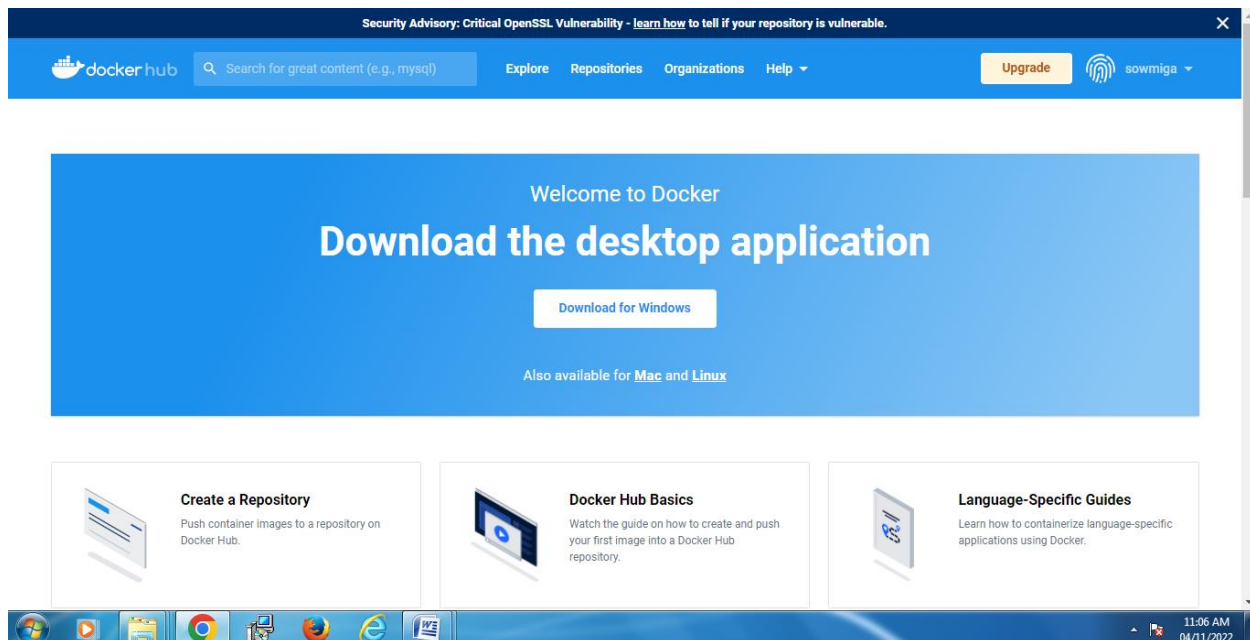 Security Advisory: Critical OpenSSL Vulnerability - learn how to tell if your repository is vulnerable.
dockerhub Search for great content (e.g., mysql) Explore Repositories Organizations Help Upgrade sowmiga
Welcome to Docker
Download the desktop application
Download for Windows
Also available for Mac and Linux
Create a Repository
Push container images to a repository on
Docker Hub.
Docker Hub Basics
Watch the guide on how to create and push
your first image into a Docker Hub
repository.
Language-Specific Guides
Learn how to containerize language-specific
applications using Docker.
11:06 AM
04/11/2022